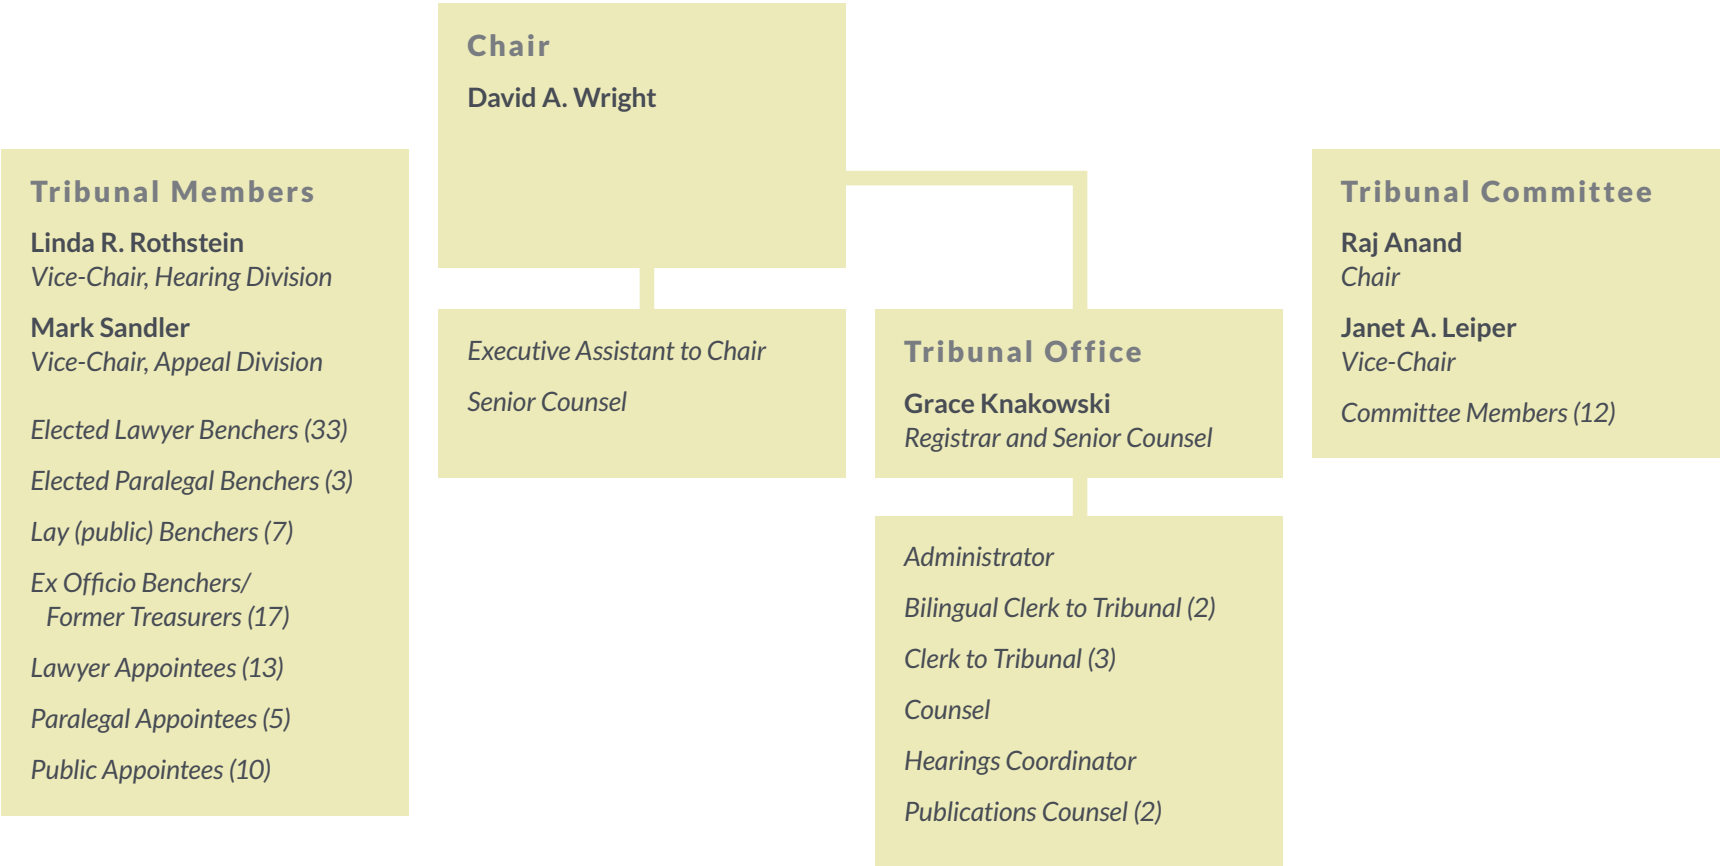 Chair
David A. Wright
Tribunal Members
Linda R. Rothstein
Vice-Chair, Hearing Division
Mark Sandler
Vice-Chair, Appeal Division
Elected Lawyer Benchers (33)
Elected Paralegal Benchers (3)
Lay (public) Benchers (7)
Ex Officio Benchers/
Former Treasurers (17)
Lawyer Appointees (13)
Paralegal Appointees (5)
Public Appointees (10)
Executive Assistant to Chair
Senior Counsel
Tribunal Office
Grace Knakowski
Registrar and Senior Counsel
Administrator
Bilingual Clerk to Tribunal (2)
Clerk to Tribunal (3)
Counsel
Hearings Coordinator
Publications Counsel (2)
Tribunal Committee
Raj Anand
Chair
Janet A. Leiper
Vice-Chair
Committee Members (12)